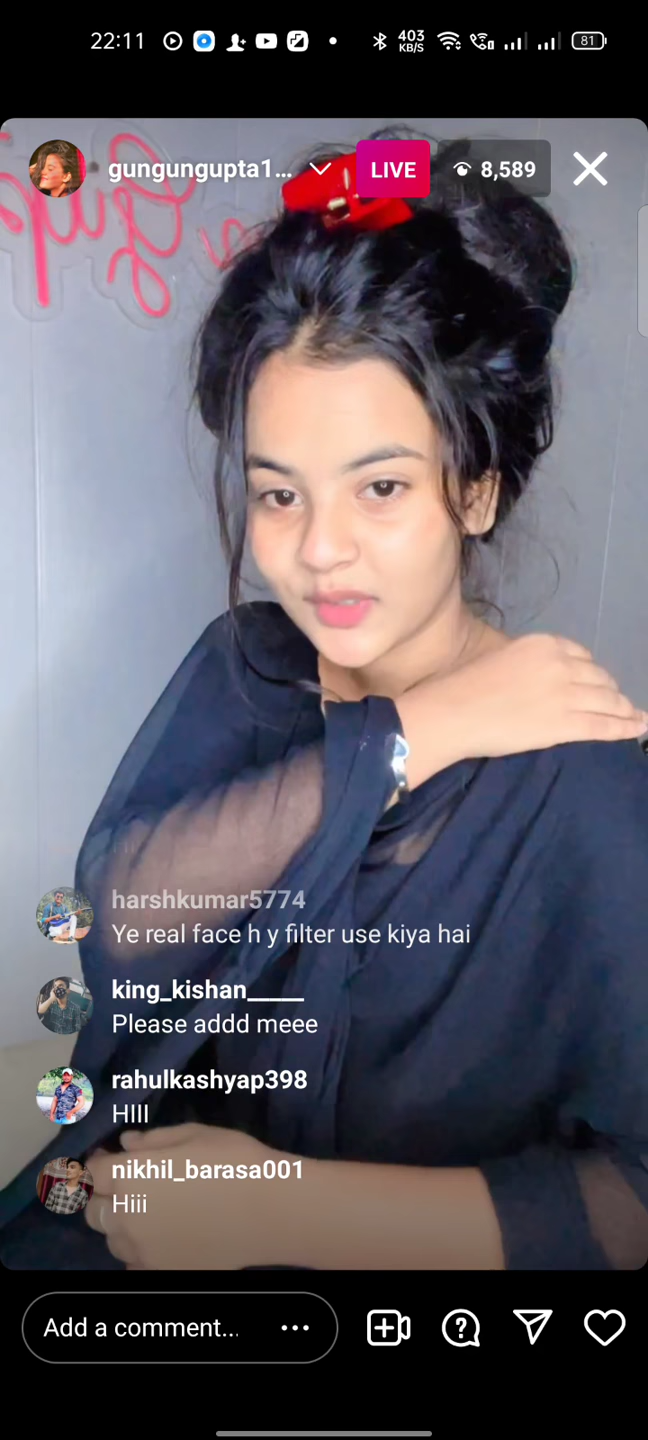 22:11
403
KB/S
81
gungungupta1...
LIVE
8,589
harshkumar5774
Ye real face h y filter use kiya hai
king_kishan_____
Please addd meee
rahulkashyap398
HIII
nikhil_barasa001
Hiii
Add a comment...